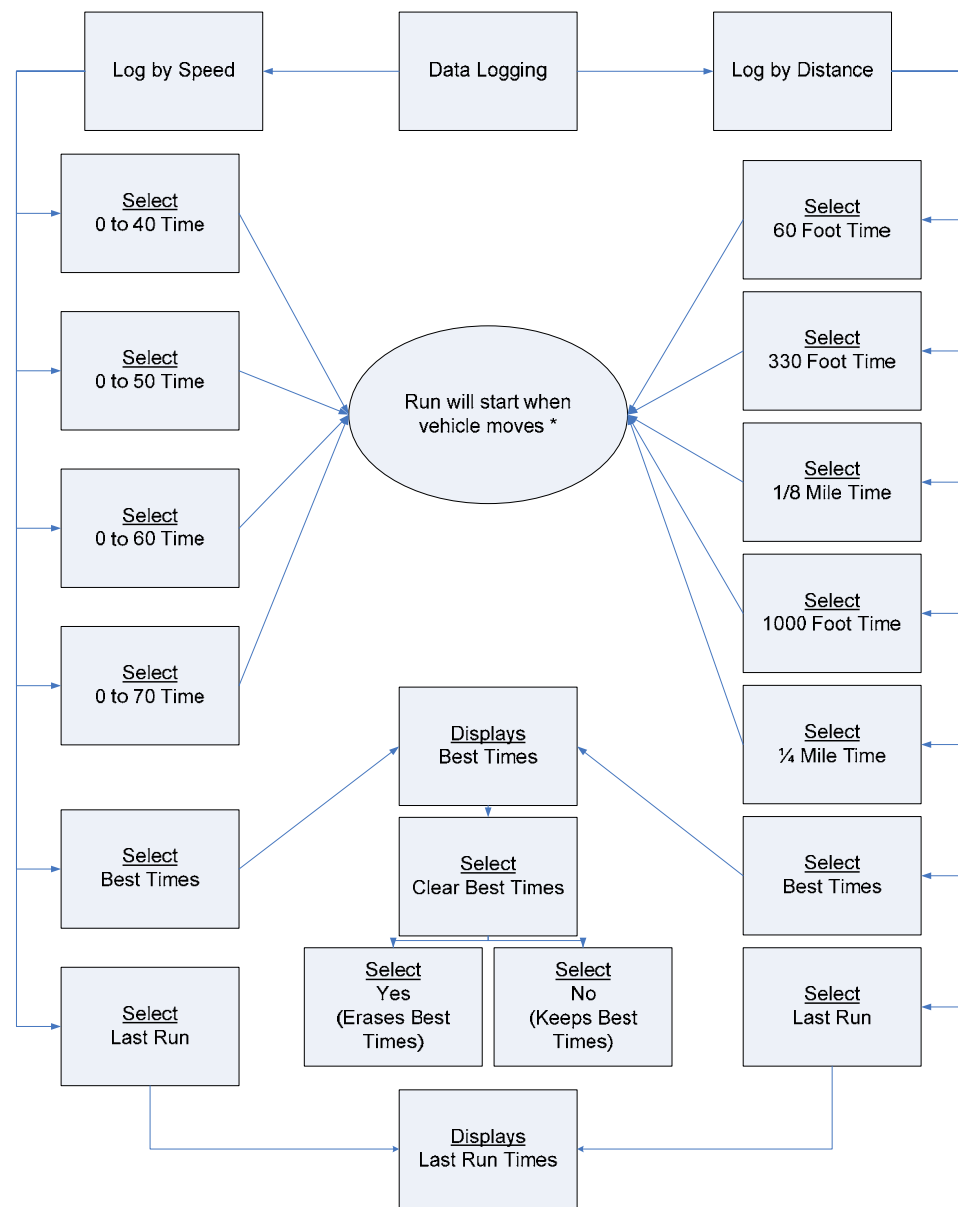 Log by Speed
Data Logging
Log by Distance
Select
0 to 40 Time
Select
0 to 50 Time
Select
0 to 60 Time
Select
0 to 70 Time
Select
Best Times
Select
Last Run
Run will start when
vehicle moves *
Displays
Best Times
Select
Clear Best Times
Select
Yes
(Erases Best
Times)
Select
No
(Keeps Best
Times)
Displays
Last Run Times
Select
60 Foot Time
Select
330 Foot Time
Select
1/8 Mile Time
Select
1000 Foot Time
Select
¼ Mile Time
Select
Best Times
Select
Last Run